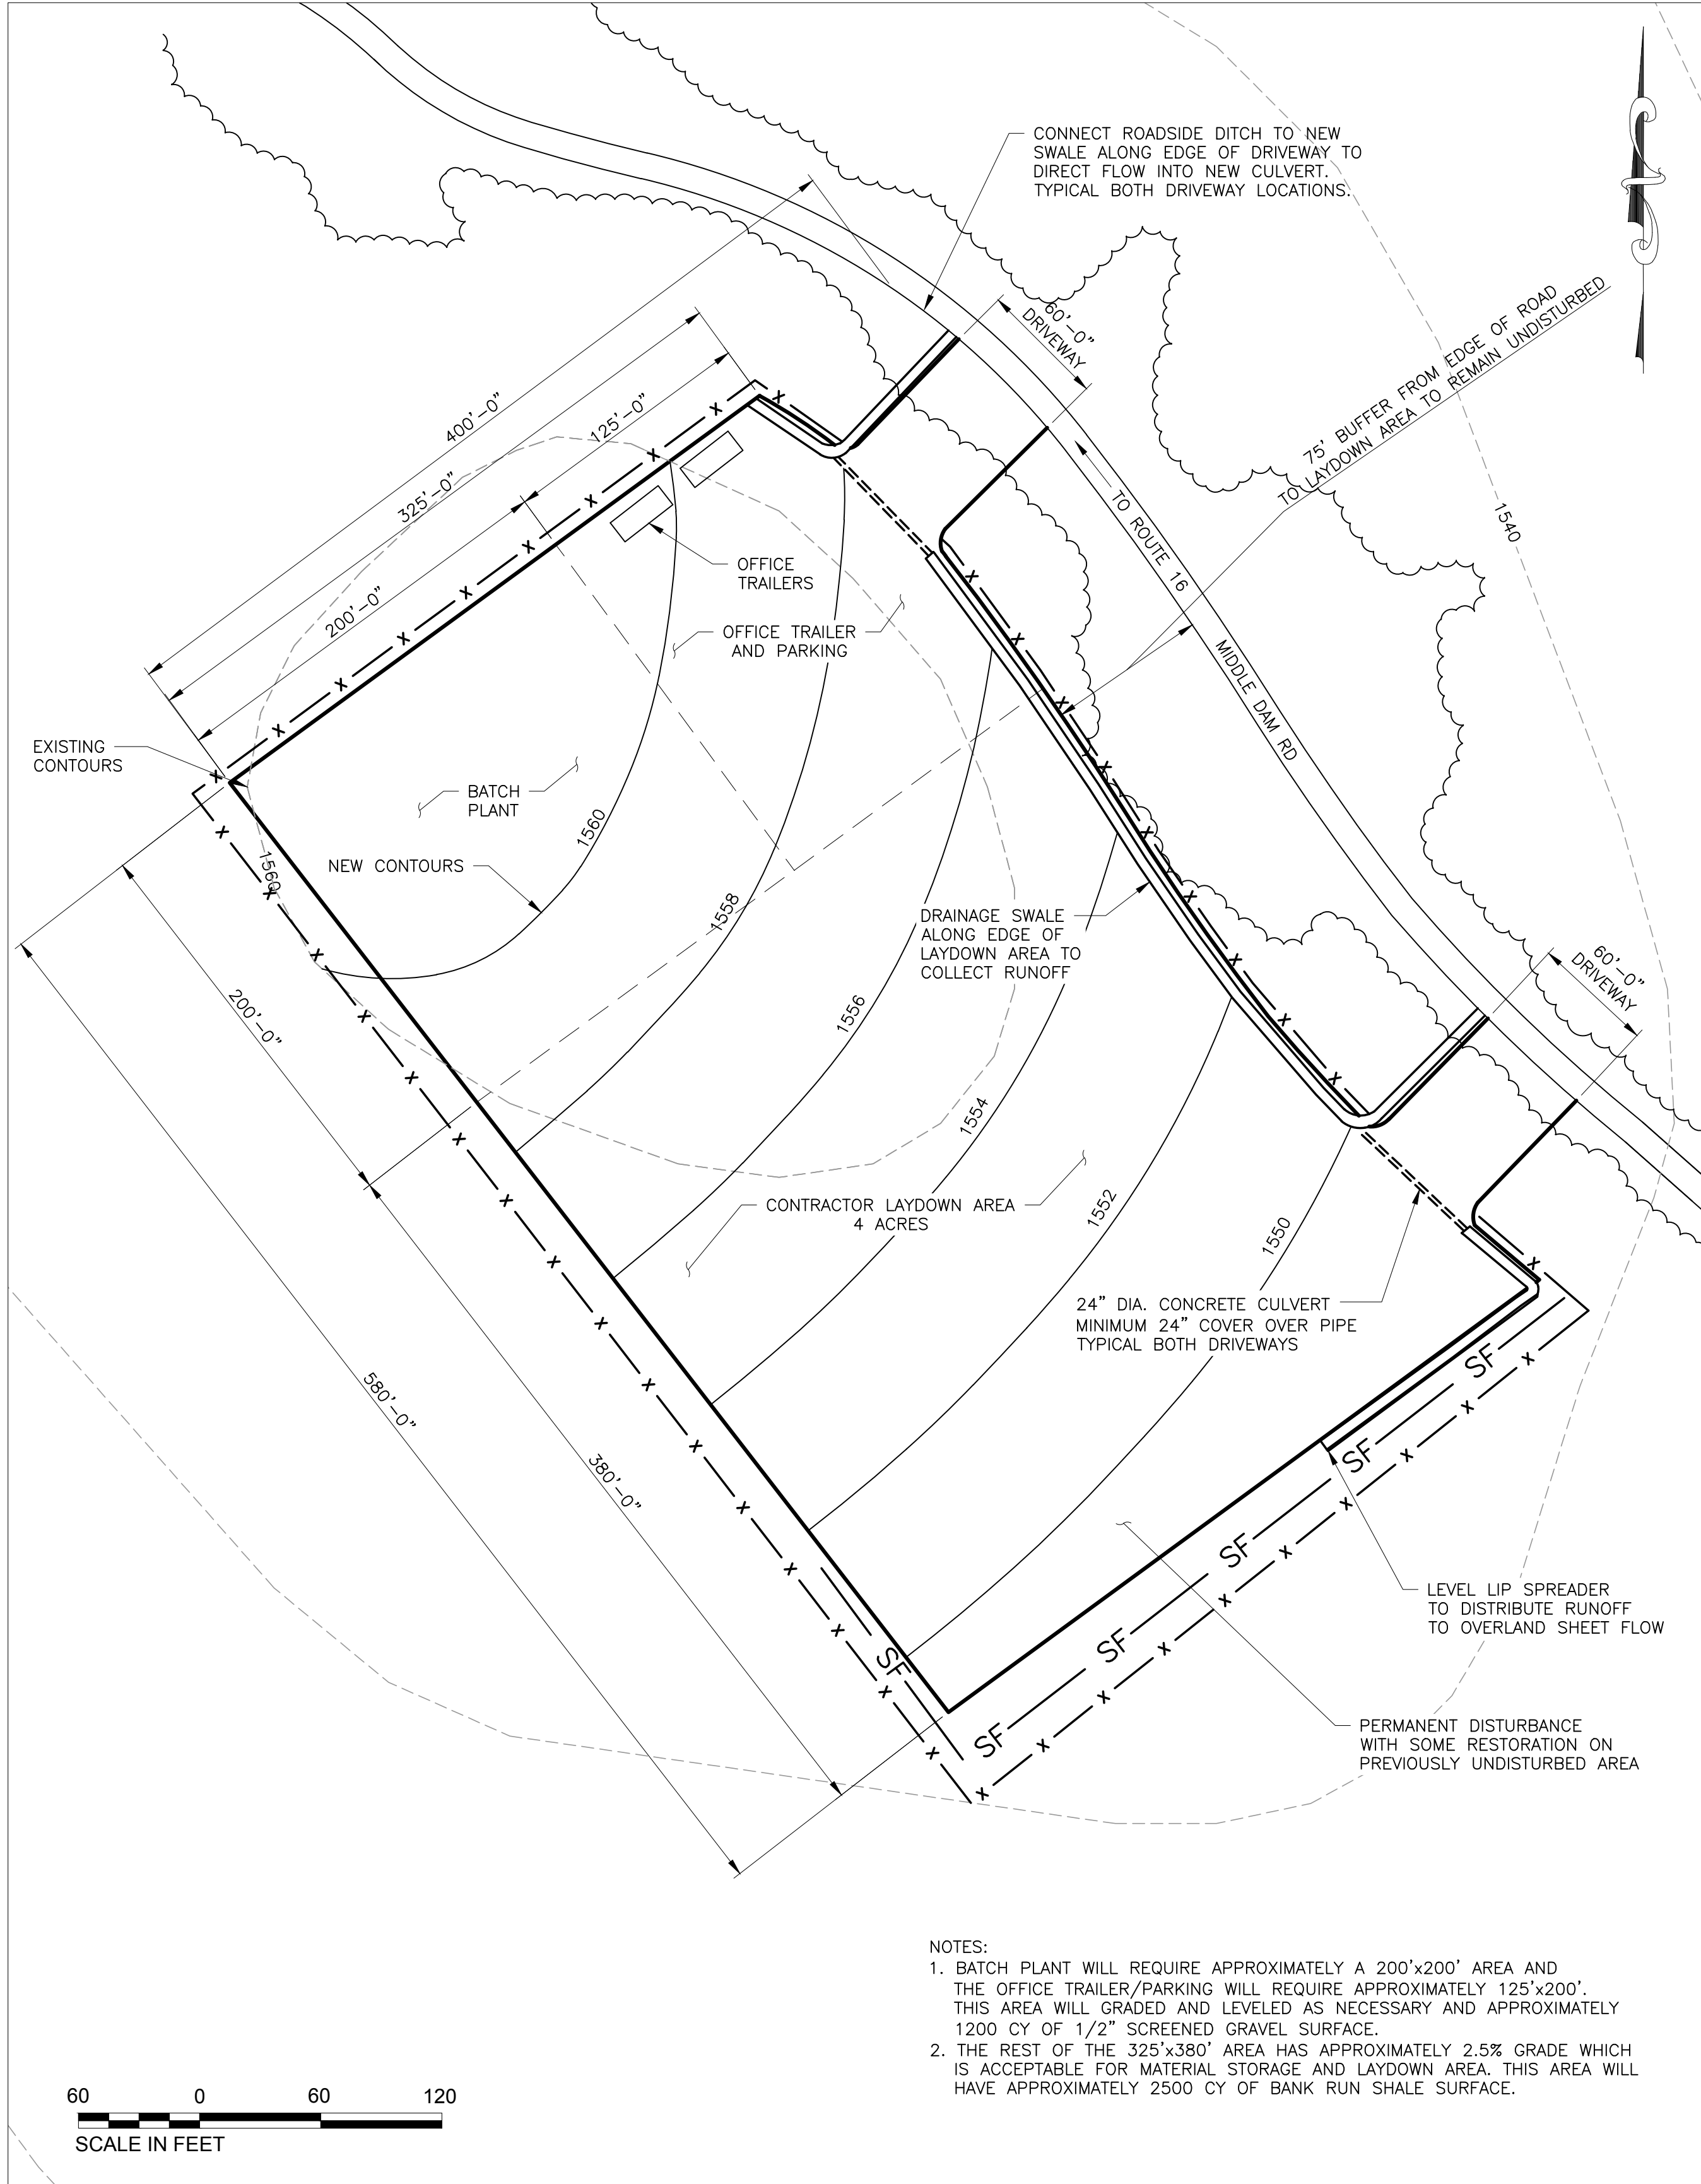 CONNECT ROADSIDE DITCH TO NEW
SWALE ALONG EDGE OF DRIVEWAY TO
DIRECT FLOW INTO NEW CULVERT.
TYPICAL BOTH DRIVEWAY LOCATIONS.
60'-0"
DRIVEWAY
75' BUFFER FROM EDGE OF ROAD
TO LAYDOWN AREA TO REMAIN UNDISTURBED
400'-0"
325'-0"
125'-0"
200'-0"
1540
TO ROUTE 16
MIDDLE DAM RD
OFFICE
TRAILERS
OFFICE TRAILER
AND PARKING
EXISTING
CONTOURS
BATCH
PLANT
NEW CONTOURS
1560
1560
1558
1556
1554
1552
1550
DRAINAGE SWALE
ALONG EDGE OF
LAYDOWN AREA TO
COLLECT RUNOFF
60'-0"
DRIVEWAY
200'-0"
580'-0"
380'-0"
CONTRACTOR LAYDOWN AREA
4 ACRES
24" DIA. CONCRETE CULVERT
MINIMUM 24" COVER OVER PIPE
TYPICAL BOTH DRIVEWAYS
SF
SF
SF
SF
SF
SF
LEVEL LIP SPREADER
TO DISTRIBUTE RUNOFF
TO OVERLAND SHEET FLOW
PERMANENT DISTURBANCE
WITH SOME RESTORATION ON
PREVIOUSLY UNDISTURBED AREA
NOTES:
1. BATCH PLANT WILL REQUIRE APPROXIMATELY A 200'x200' AREA AND
THE OFFICE TRAILER/PARKING WILL REQUIRE APPROXIMATELY 125'x200'.
THIS AREA WILL GRADED AND LEVELED AS NECESSARY AND APPROXIMATELY
1200 CY OF 1/2" SCREENED GRAVEL SURFACE.
2. THE REST OF THE 325'x380' AREA HAS APPROXIMATELY 2.5% GRADE WHICH
IS ACCEPTABLE FOR MATERIAL STORAGE AND LAYDOWN AREA. THIS AREA WILL
HAVE APPROXIMATELY 2500 CY OF BANK RUN SHALE SURFACE.
60 0 60 120
SCALE IN FEET